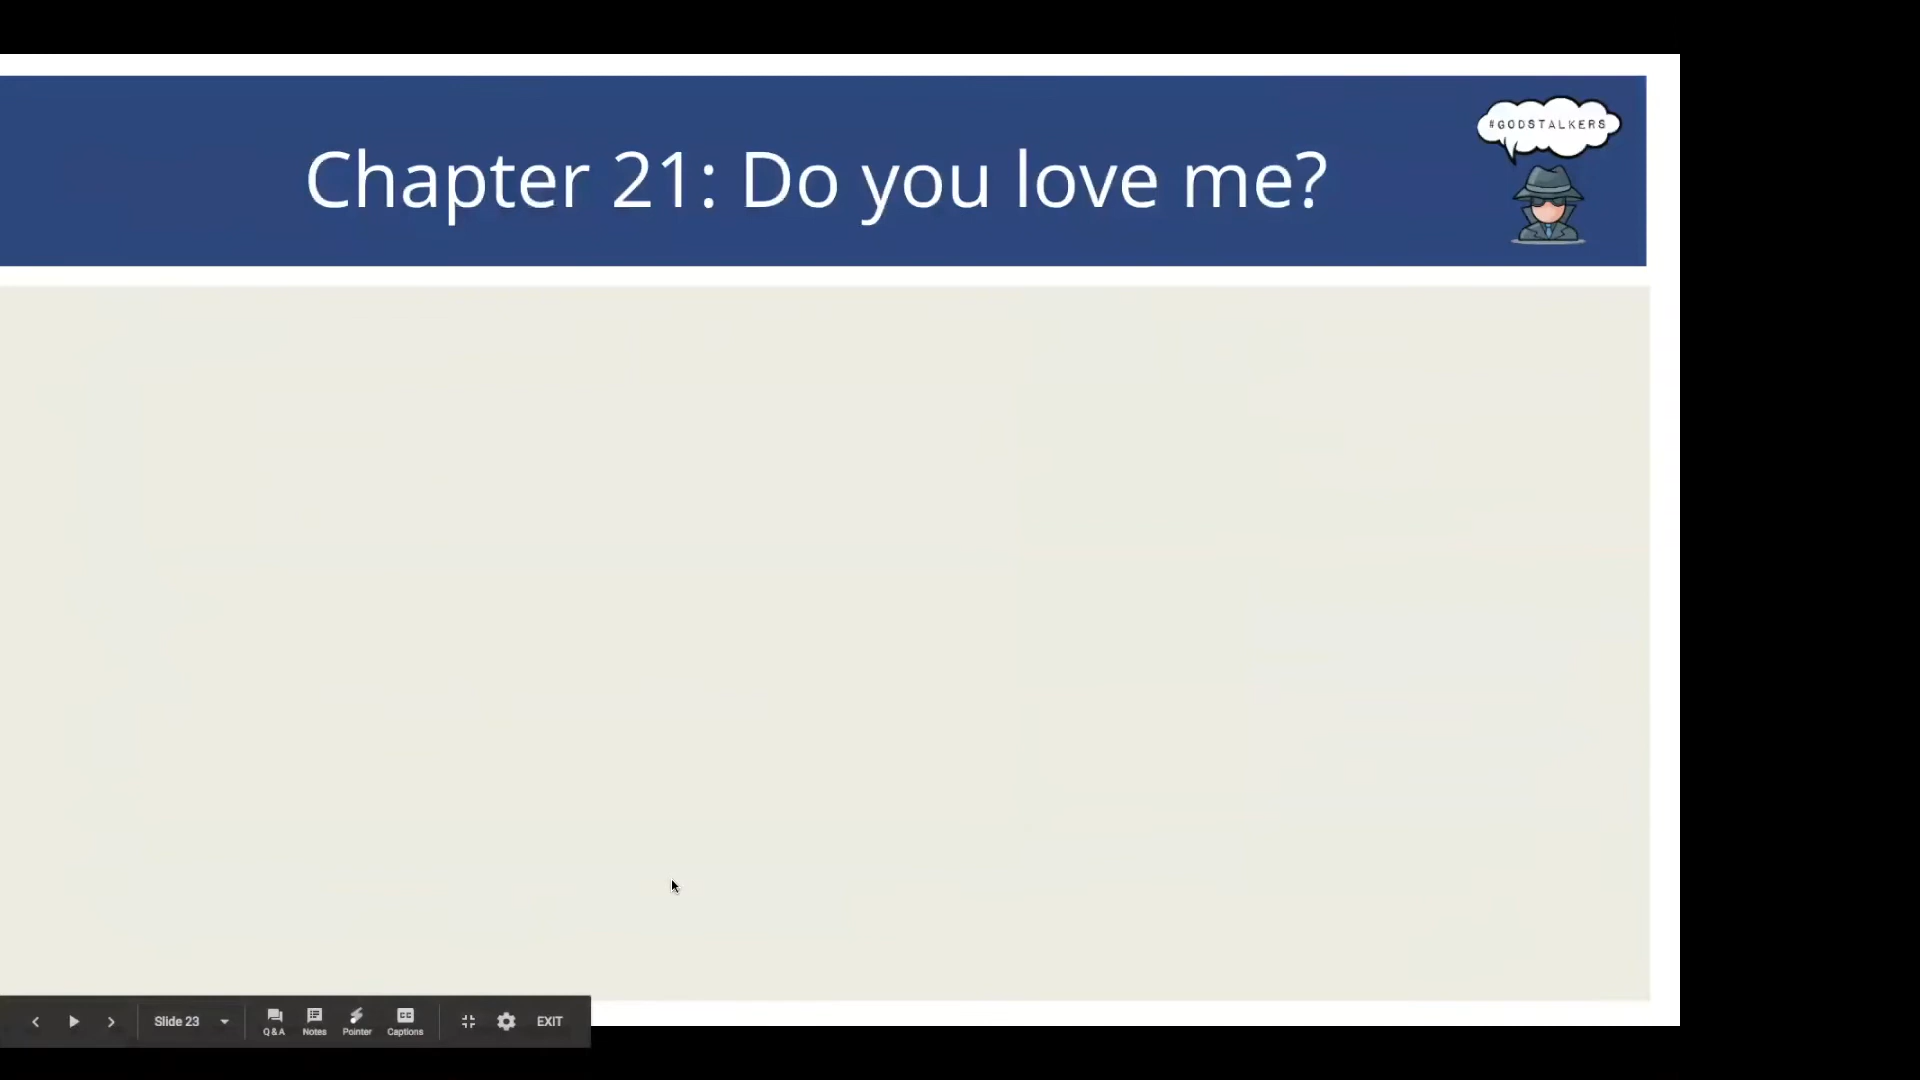 #GODSTALKERS
Chapter 21: Do you love me?
Slide 23
Q&A
Notes
Pointer
Captions
EXIT